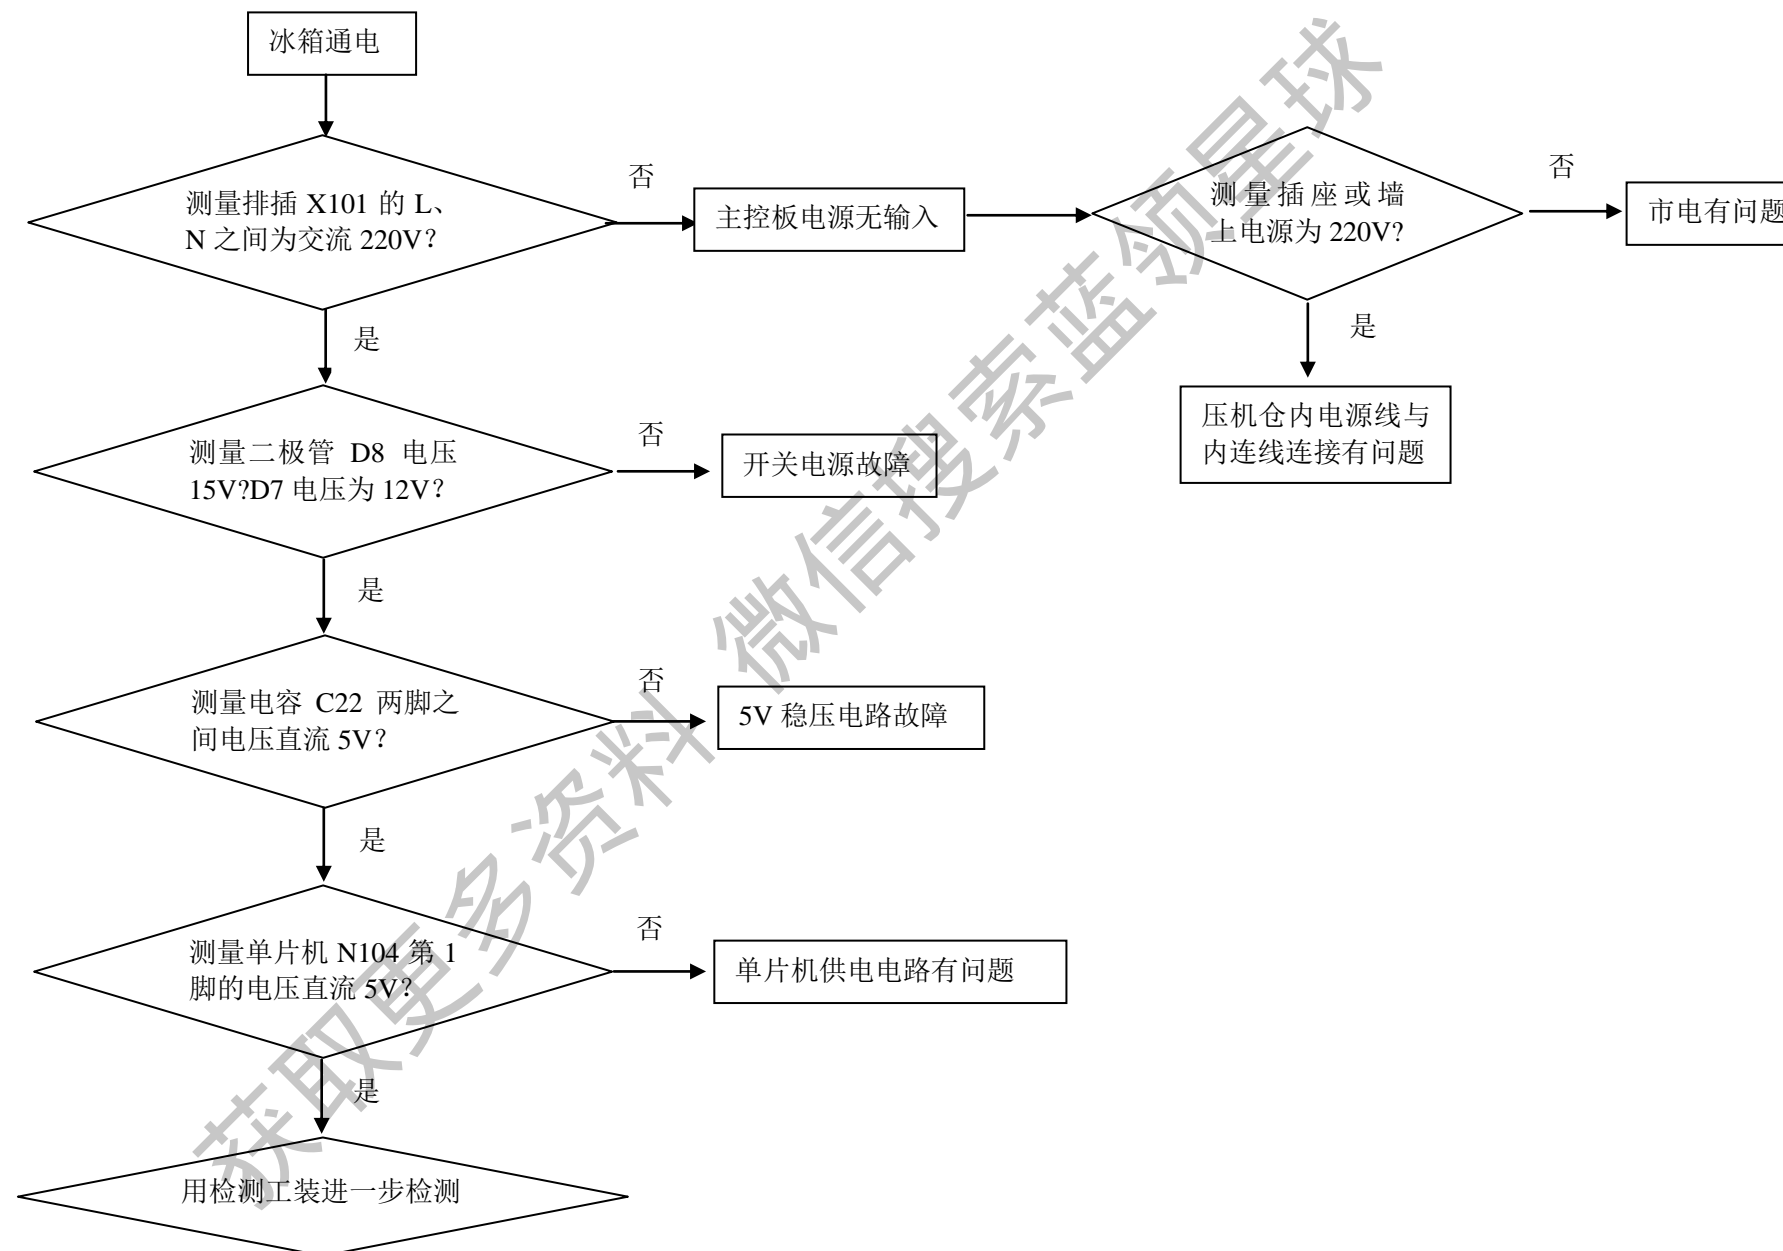 冰箱通电
测量排插 X101 的 L、
N 之间为交流 220V？
否
主控板电源无输入
测量插座或墙
上电源为 220V?
否
市电有问题
是
是
压机仓内电源线与
内连线连接有问题
测量二极管 D8 电压
15V?D7 电压为 12V？
否
开关电源故障
是
测量电容 C22 两脚之
间电压直流 5V？
否
5V 稳压电路故障
是
测量单片机 N104 第 1
脚的电压直流 5V？
否
单片机供电电路有问题
是
用检测工装进一步检测
获取更多资料 微信搜索蓝领星球